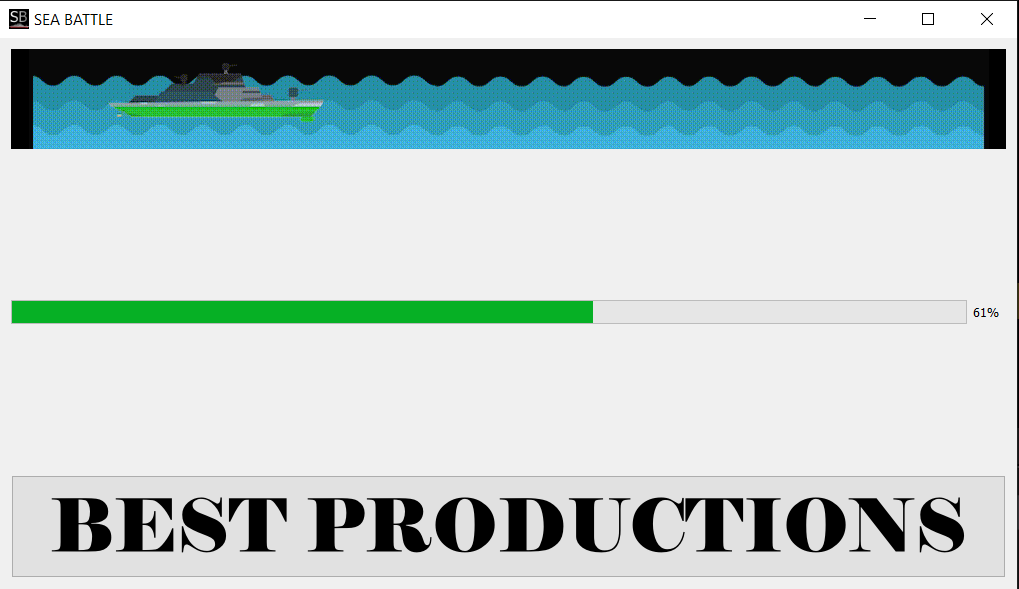 SB SEA BATTLE
61%
BEST PRODUCTIONS